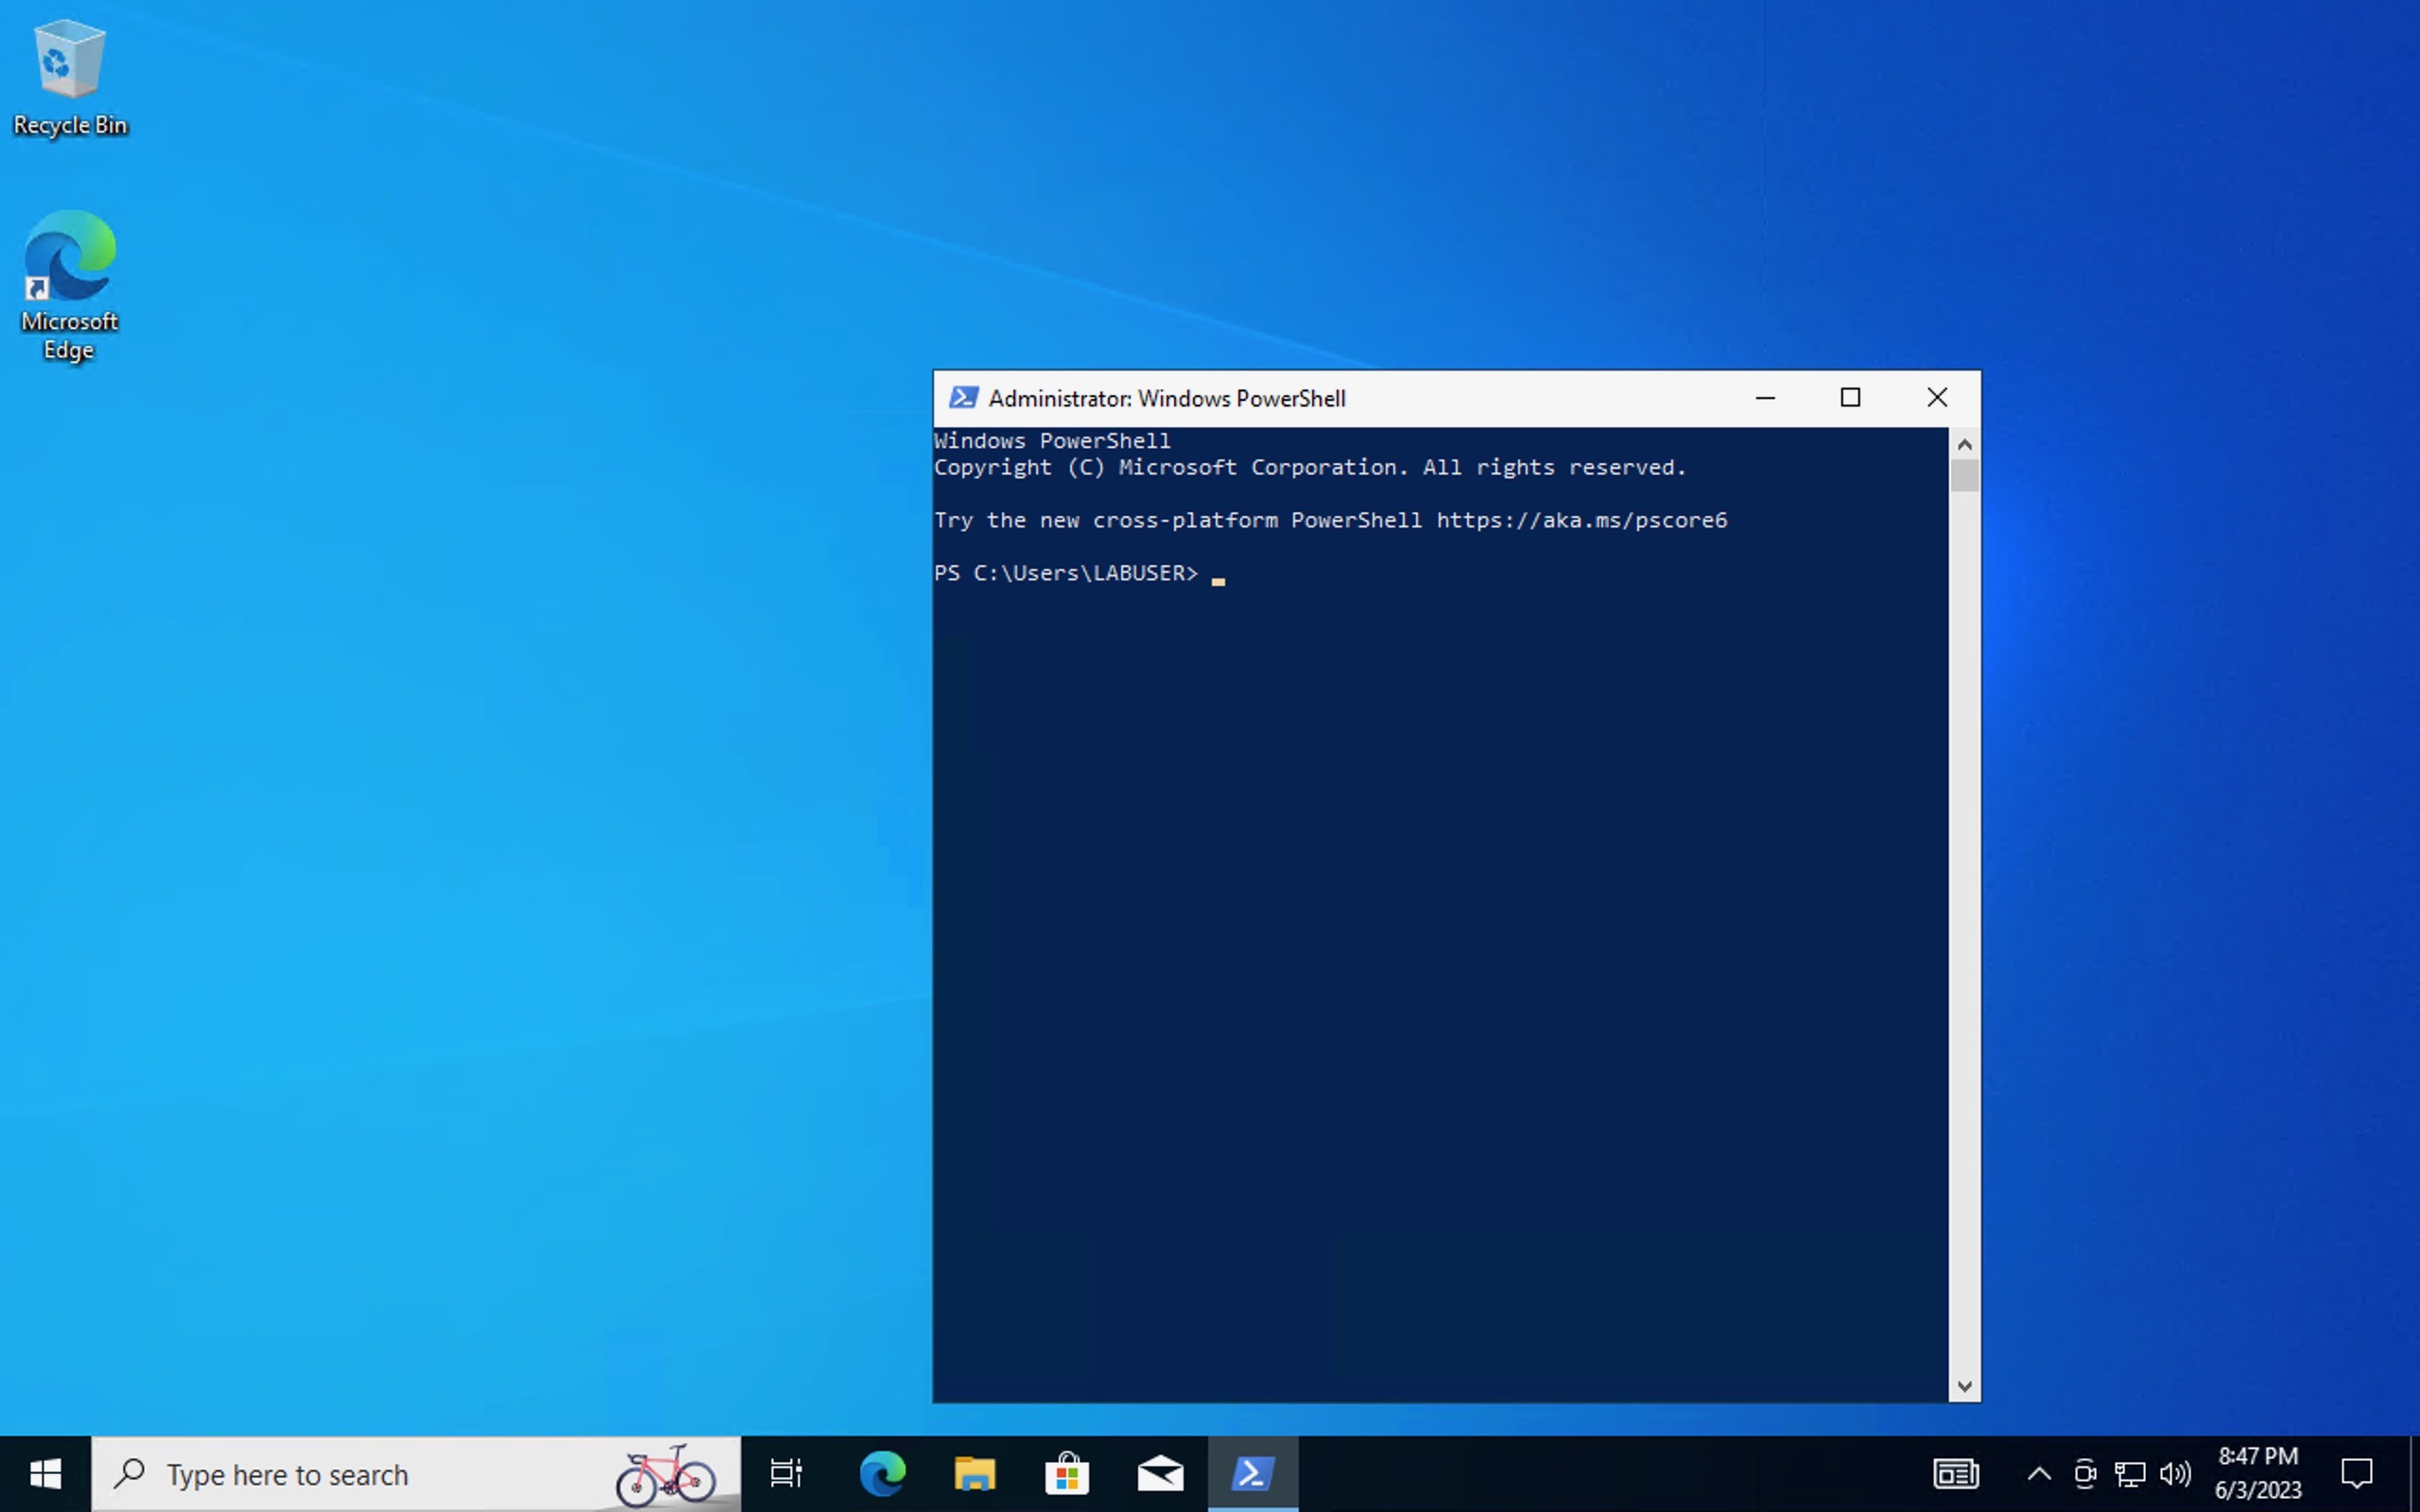 Recycle Bin
Microsoft
Edge
Administrator: Windows PowerShell
Windows PowerShell
Copyright (C) Microsoft Corporation. All rights reserved.
Try the new cross-platform PowerShell https://aka.ms/pscore6
PS C:\Users\LABUSER>
Type here to search
8:47 PM
6/3/2023